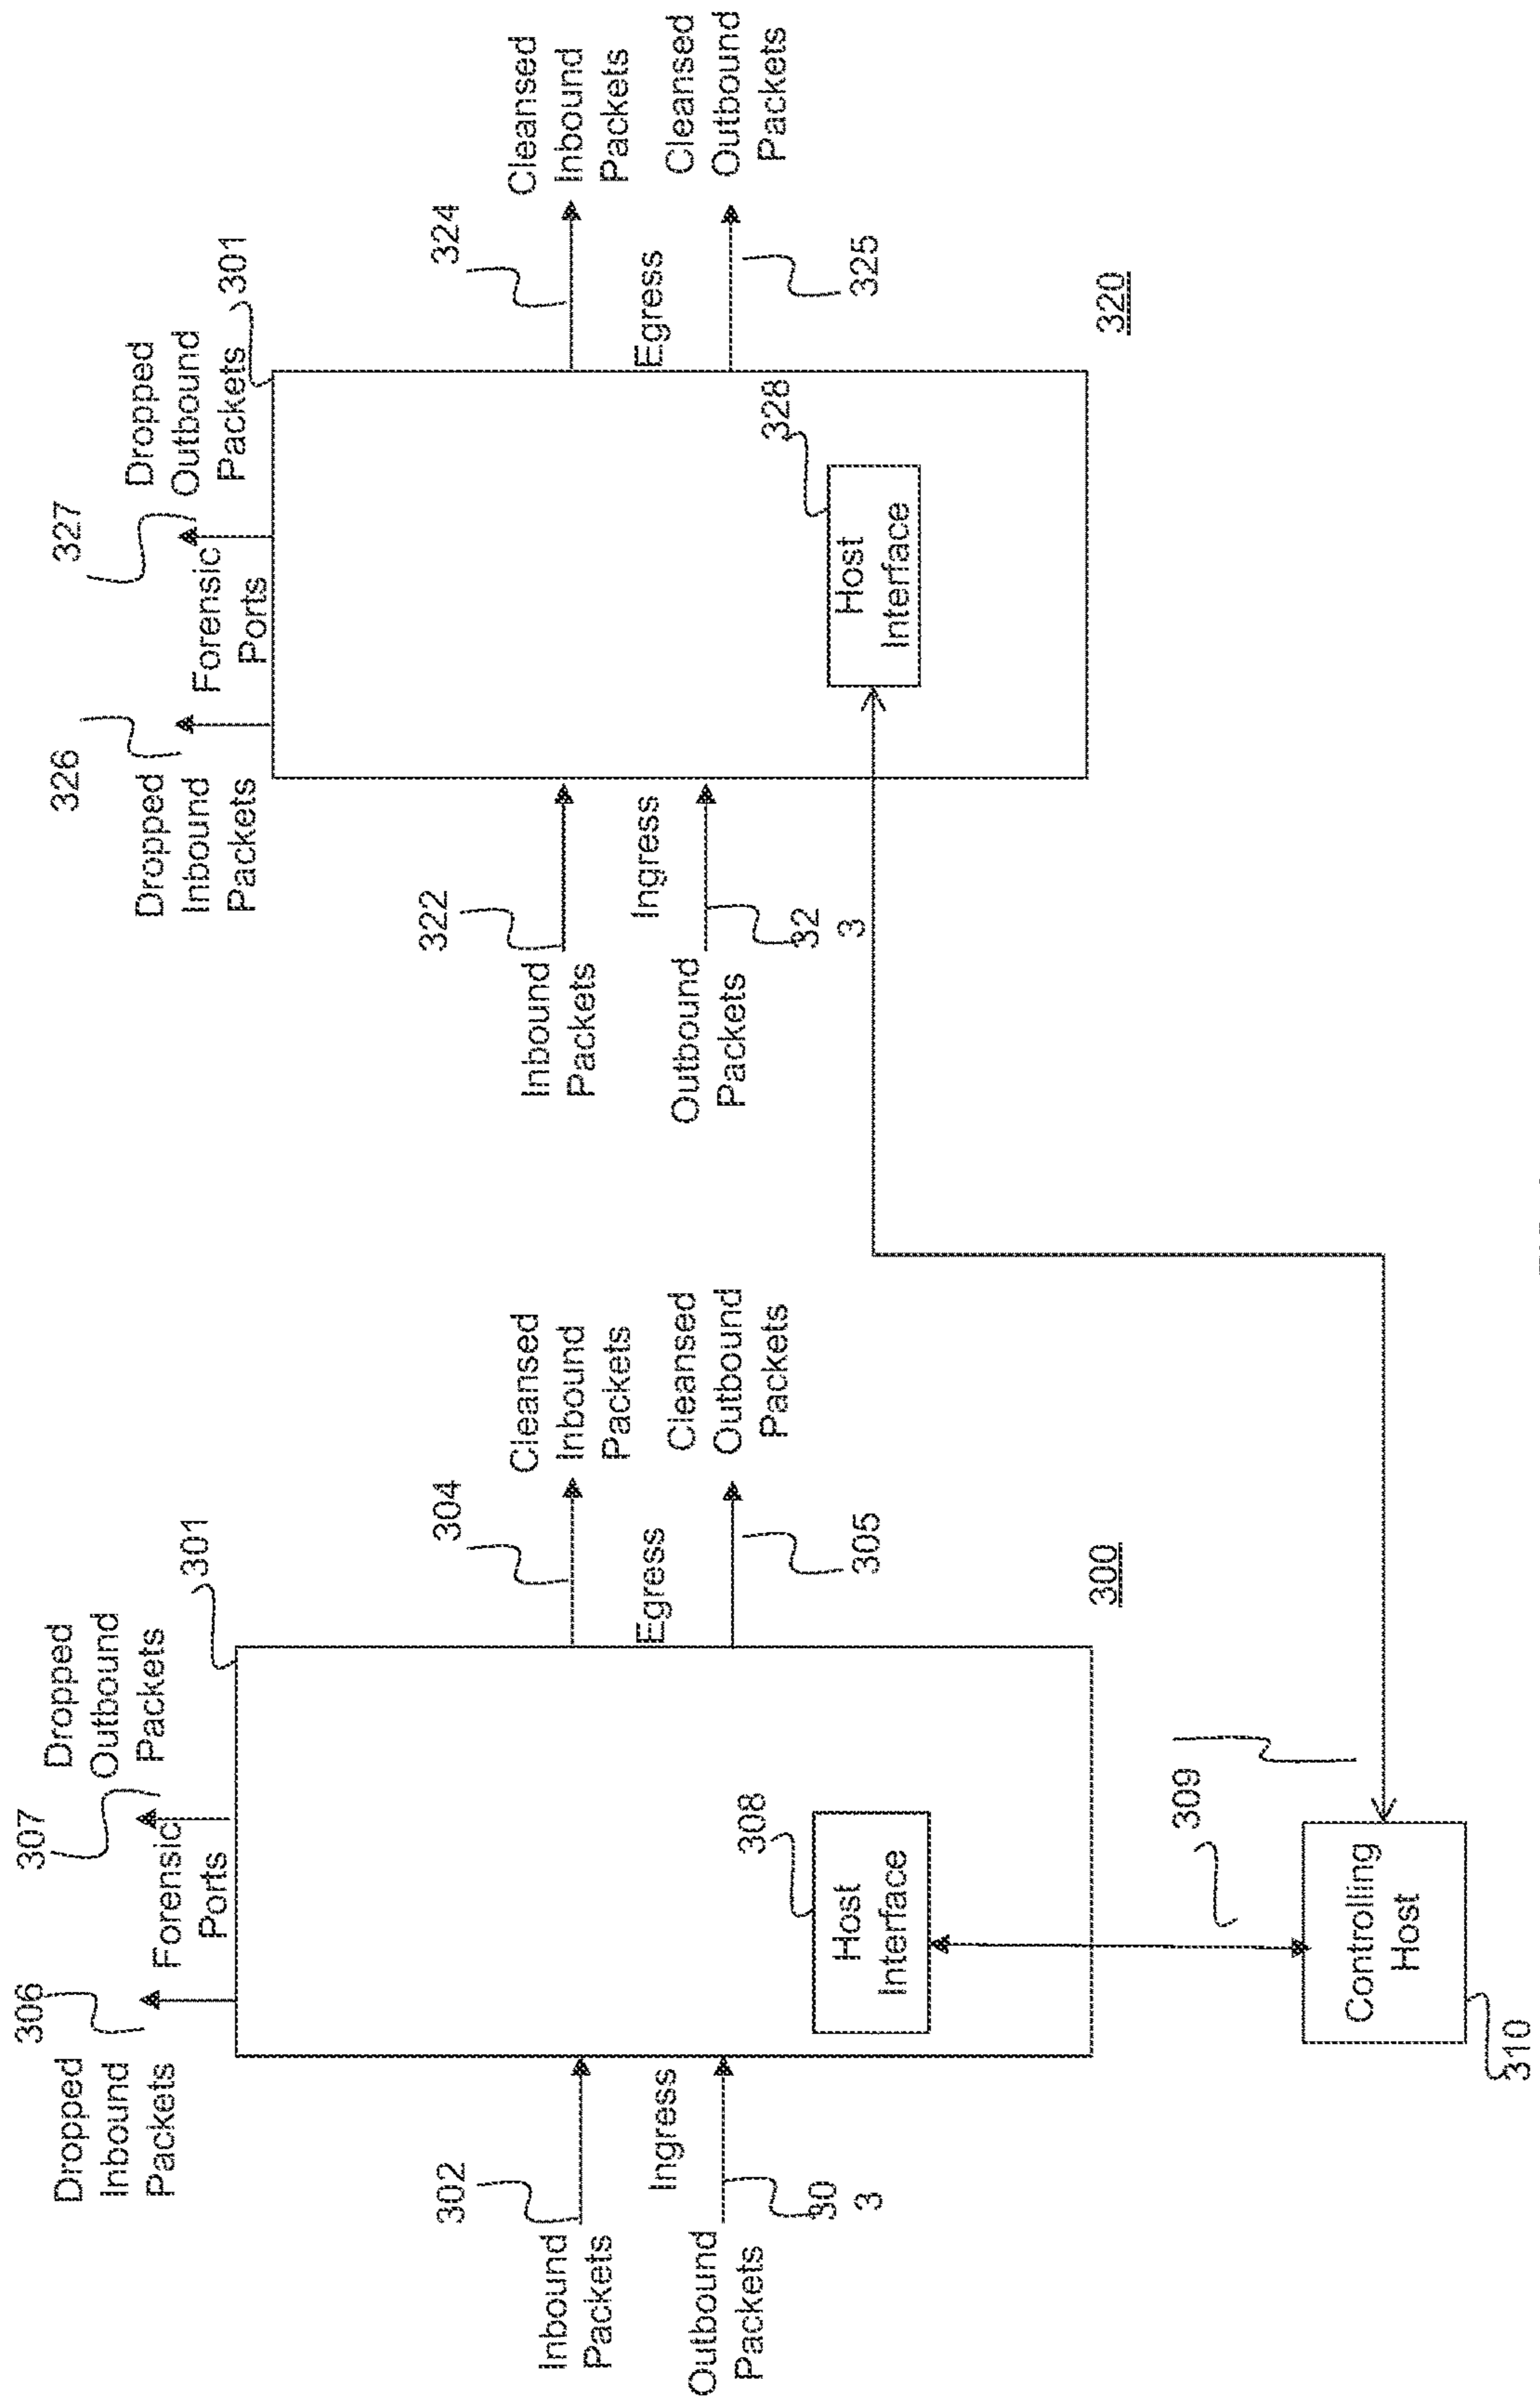 306
307
Dropped
Inbound
Packets
Forensic
Ports
Dropped
Outbound
Packets
301
302
Inbound
Packets
Ingress
Outbound
Packets
30
3
304
Cleansed
Inbound
Packets
Egress
Cleansed
Outbound
Packets
305
308
Host
Interface
300
309
Controlling
Host
310
326
327
Dropped
Inbound
Packets
Forensic
Ports
Dropped
Outbound
Packets
301
322
Inbound
Packets
Ingress
Outbound
Packets
32
3
324
Cleansed
Inbound
Packets
Egress
Cleansed
Outbound
Packets
325
328
Host
Interface
320